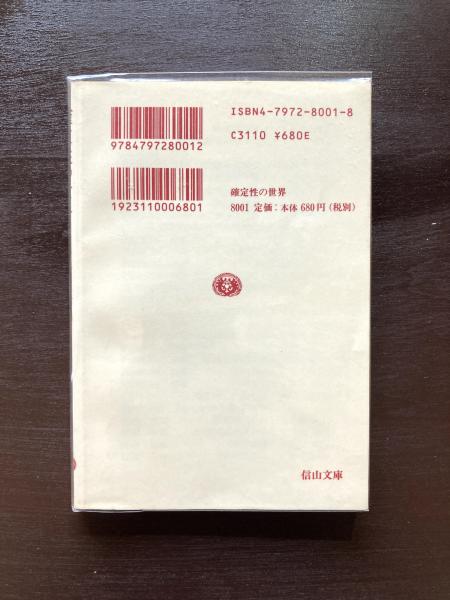 ISBN4-7972-8001-8
C3110 ¥680E
9784797280012
1923110006801
確定性の世界
8001 定価:本体680円(税別)
信山文庫